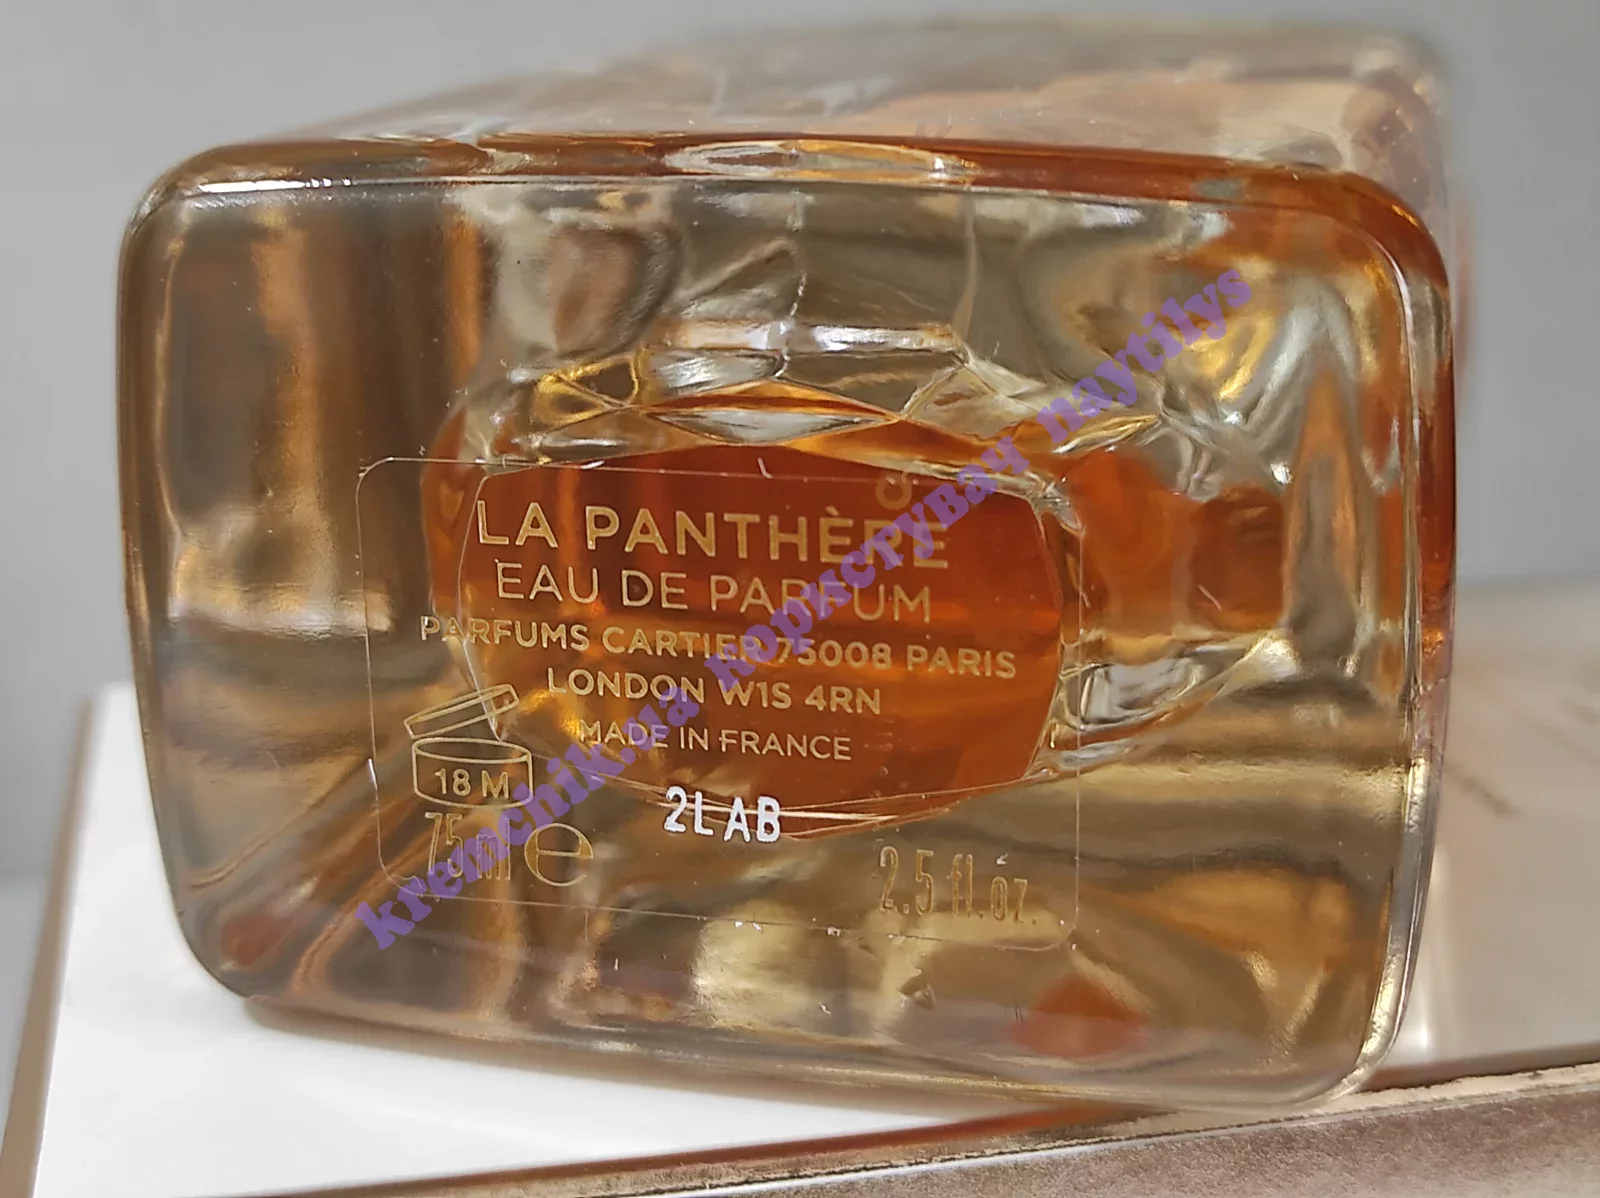 LA PANTHÈRE
EAU DE PARFUM
PARFUMS CARTIER 75008 PARIS
LONDON W1S 4RN
MADE IN FRANCE
18 M
2LAB
75 ml e
2.5 fl.oz.
kremchik.ua користувач naytilys